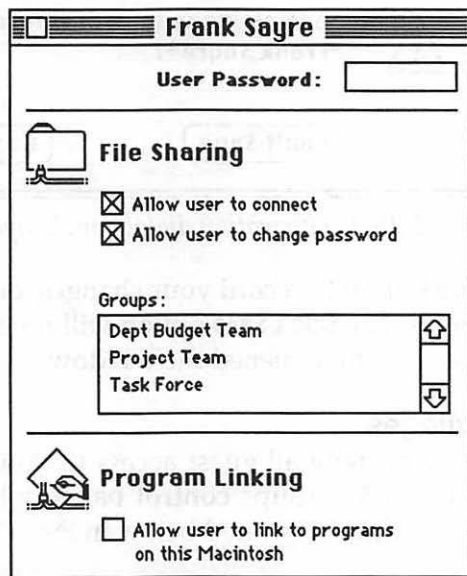 Frank Sayre
User Password:
File Sharing
Allow user to connect
Allow user to change password
Groups:
Dept Budget Team
Project Team
Task Force
Program Linking
Allow user to link to programs
on this Macintosh